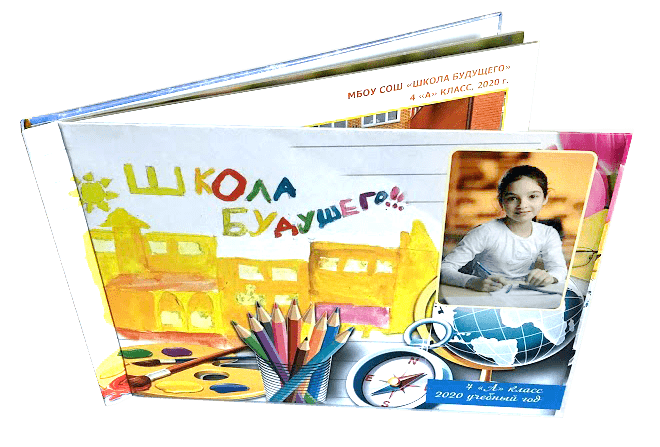 МБОУ СОШ «ШКОЛА БУДУЩЕГО»
4 «А» КЛАСС, 2020 г.
ШКОЛА
БУДУЩЕГО!!!
N
E
S
4 «А» класс
2020 учебный год